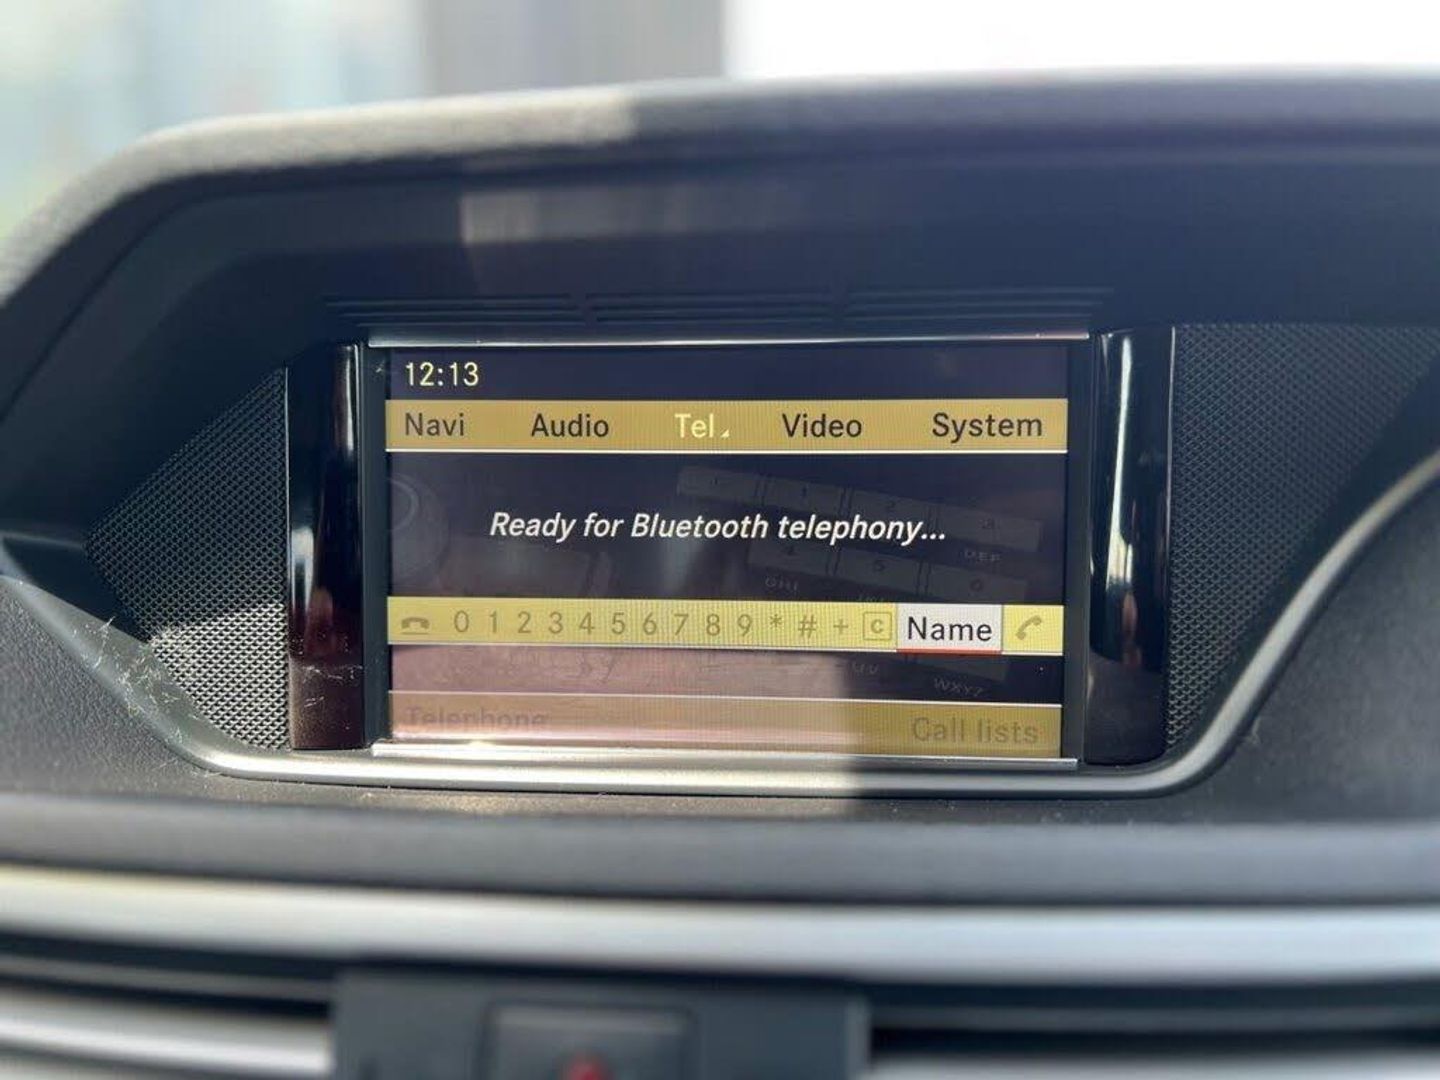 12:13
Navi Audio Tel Video System
Ready for Bluetooth telephony...
0 1 2 3 4 5 6 7 8 9 * # + C Name
Telephone Call lists